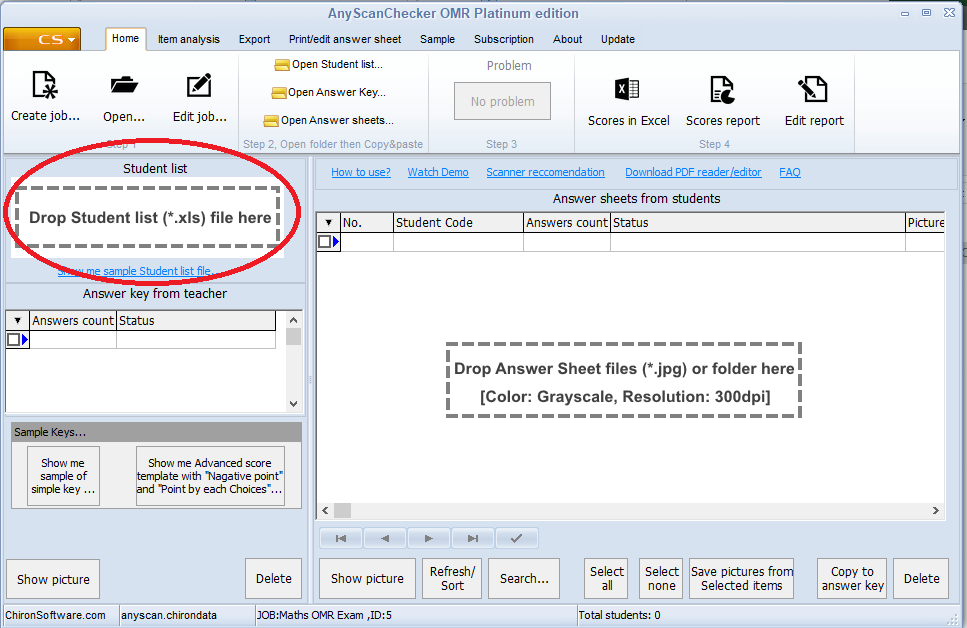 AnyScanChecker OMR Platinum edition
CS
Home
Item analysis
Export
Print/edit answer sheet
Sample
Subscription
About
Update
Create job...
Open...
Edit job...
Step 1
Open Student list...
Open Answer Key...
Open Answer sheets...
Step 2, Open folder then Copy&paste
Problem
No problem
Step 3
Scores in Excel
Scores report
Edit report
Step 4
Student list
Drop Student list (*.xls) file here
Show me sample Student list file...
Answer key from teacher
Answers count
Status
Sample Keys...
Show me
sample of
simple key ...
Show me Advanced score
template with "Nagative point"
and "Point by each Choices"...
Show picture
Delete
How to use?
Watch Demo
Scanner reccomendation
Download PDF reader/editor
FAQ
Answer sheets from students
No.
Student Code
Answers count
Status
Picture
Drop Answer Sheet files (*.jpg) or folder here
[Color: Grayscale, Resolution: 300dpi]
Show picture
Refresh/
Sort
Search...
Select
all
Select
none
Save pictures from
Selected items
Copy to
answer key
Delete
ChironSoftware.com
anyscan.chirondata
JOB:Maths OMR Exam ,ID:5
Total students: 0